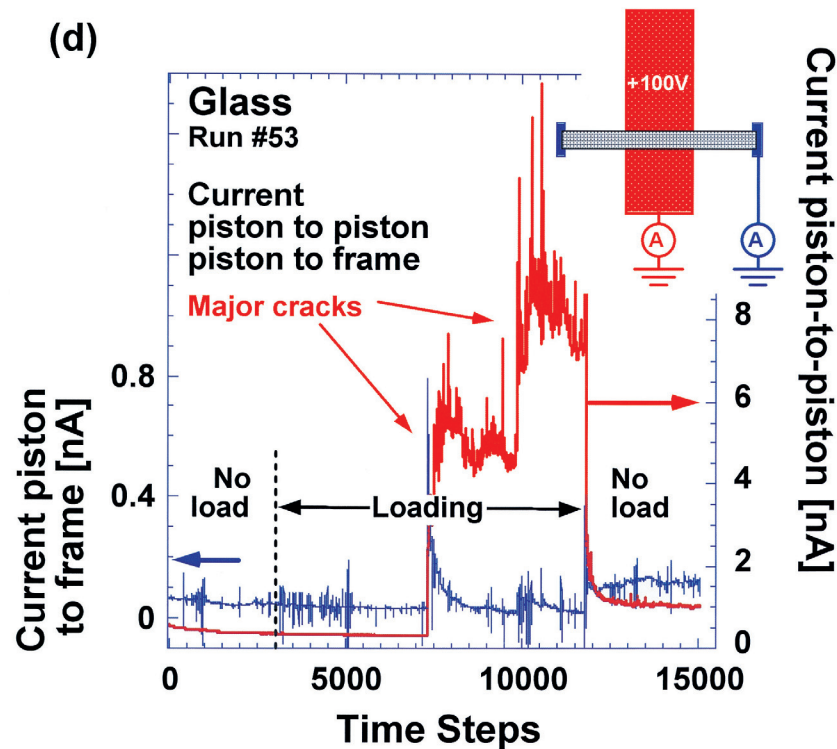 (d)
Glass
Run #53
Current
piston to piston
piston to frame
Major cracks
+100V
A
A
No
load
Loading
No
load
Current piston
to frame [nA]
0.8
0.4
0
Current piston-to-piston [nA]
8
6
4
2
0
0
5000
10000
15000
Time Steps